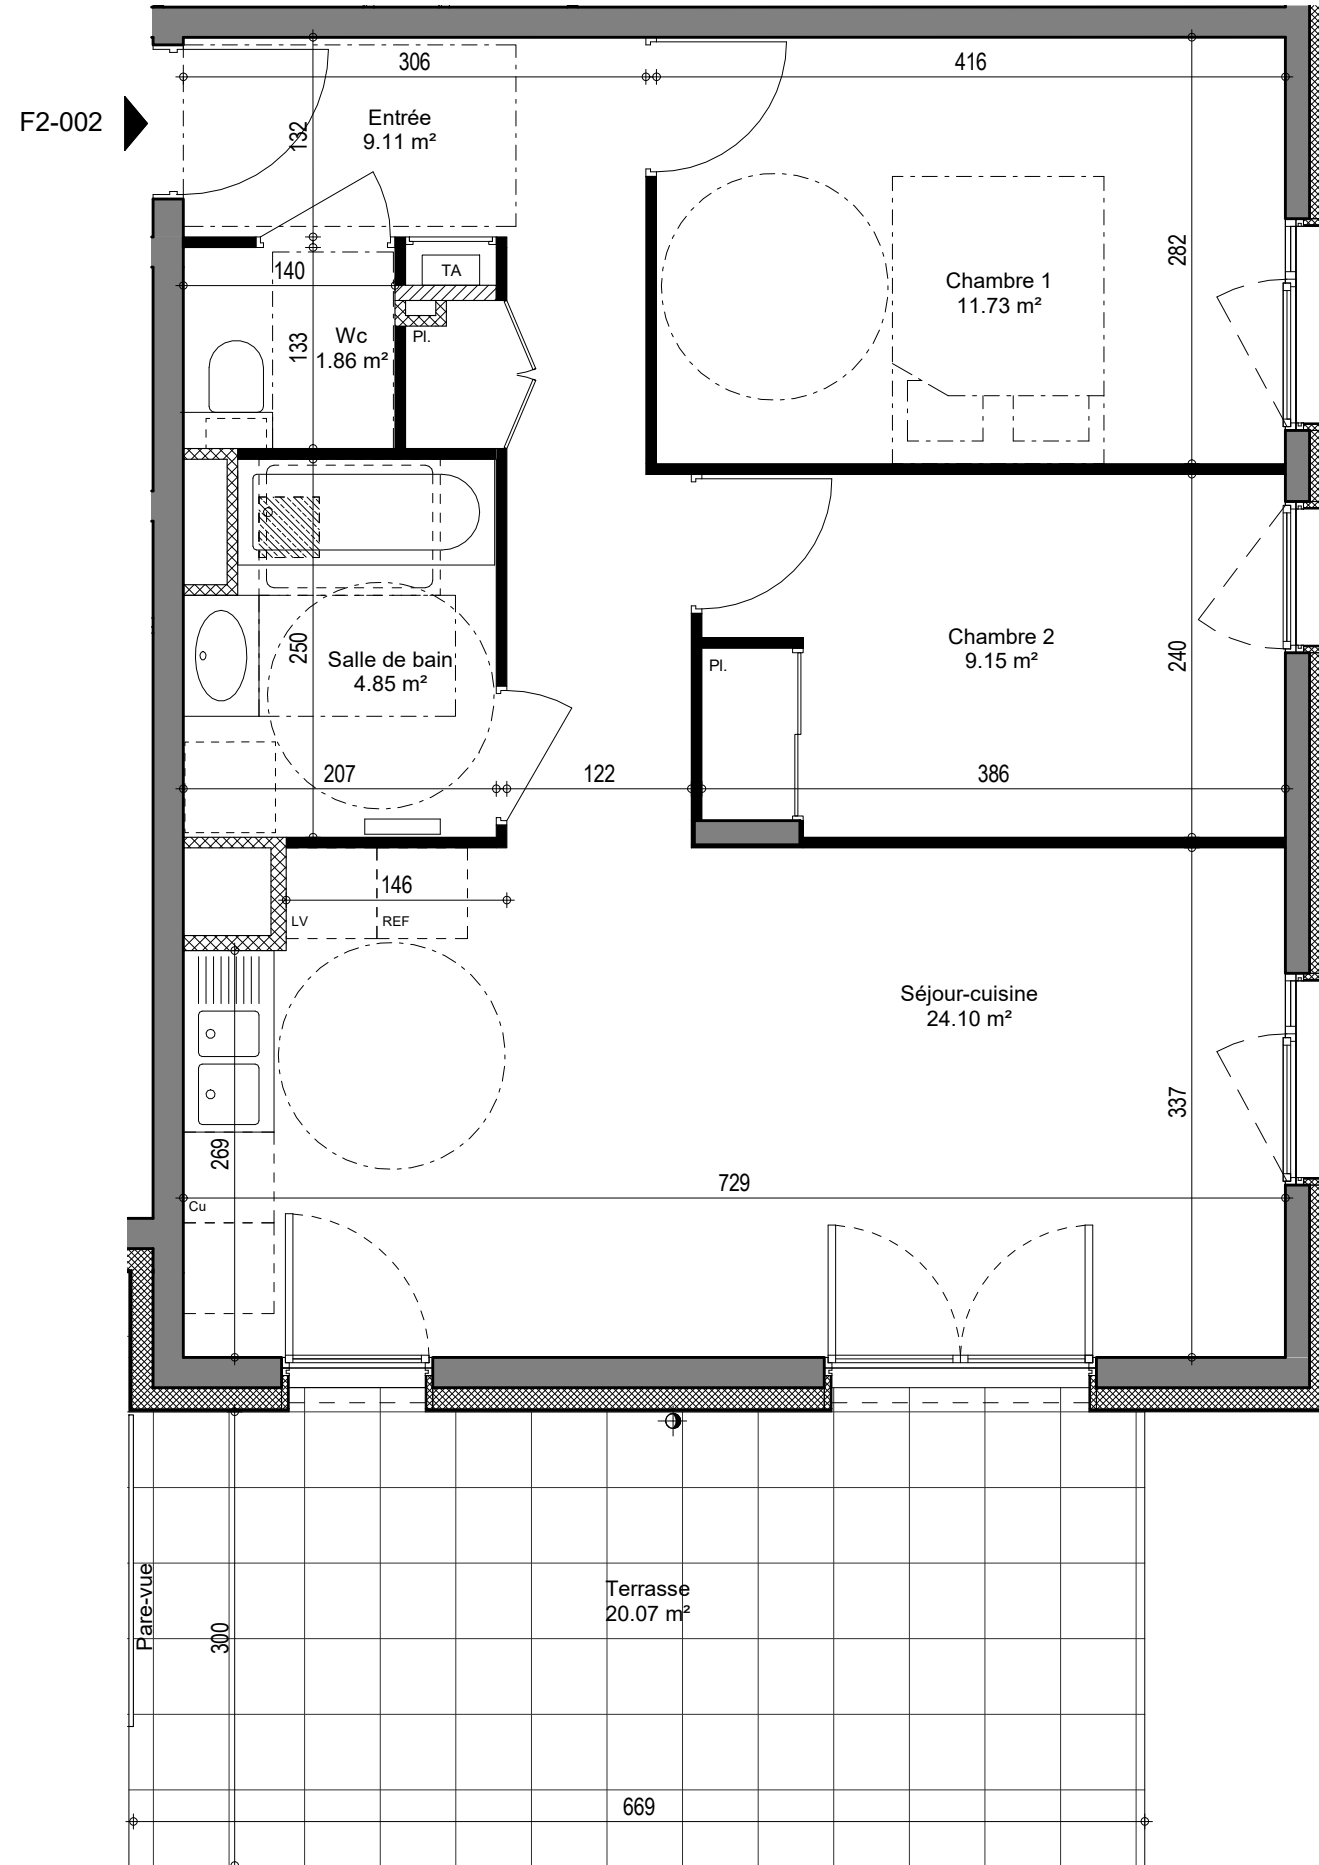 306
416
F2-002
Entrée
9.11 m²
132
282
140
TA
Chambre 1
11.73 m²
Wc
1.86 m²
133
Pl.
Chambre 2
9.15 m²
250
240
Salle de bain
4.85 m²
Pl.
207
122
386
146
LV
REF
Séjour-cuisine
24.10 m²
337
269
729
Cu
Terrasse
20.07 m²
Pare-vue
300
669